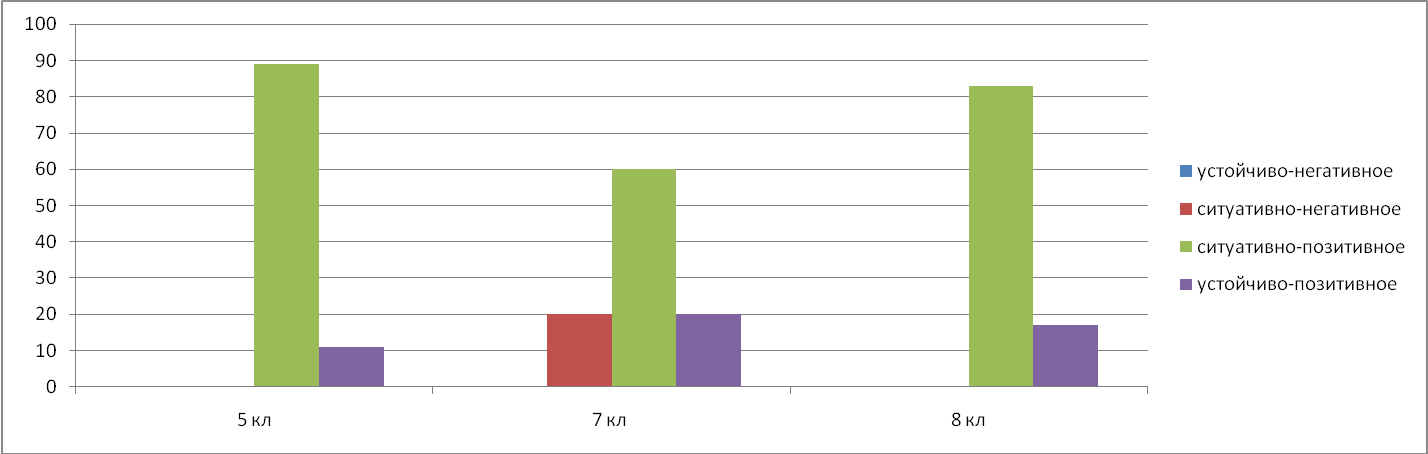 100
90
80
70
60
50
40
30
20
10
0
5 кл
7 кл
8 кл
устойчиво-негативное
ситуативно-негативное
ситуативно-позитивное
устойчиво-позитивное